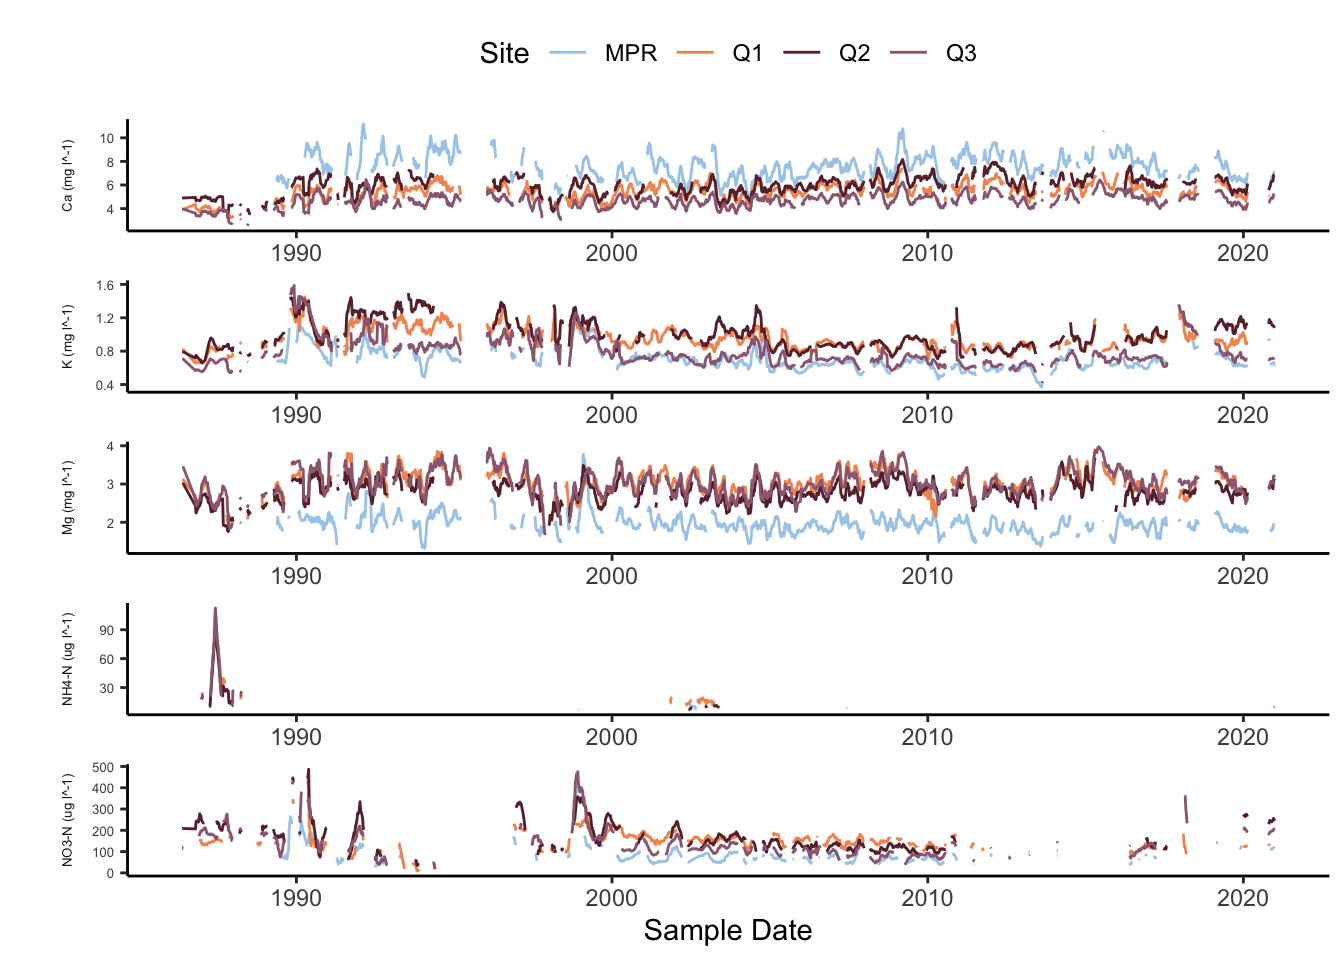 Site MPR Q1 Q2 Q3
Ca (mg l^-1)
10
8
6
4
1990 2000 2010 2020
K (mg l^-1)
1.6
1.2
0.8
0.4
1990 2000 2010 2020
Mg (mg l^-1)
4
3
2
1990 2000 2010 2020
NH4-N (ug l^-1)
90
60
30
1990 2000 2010 2020
NO3-N (ug l^-1)
500
400
300
200
100
0
1990 2000 2010 2020
Sample Date